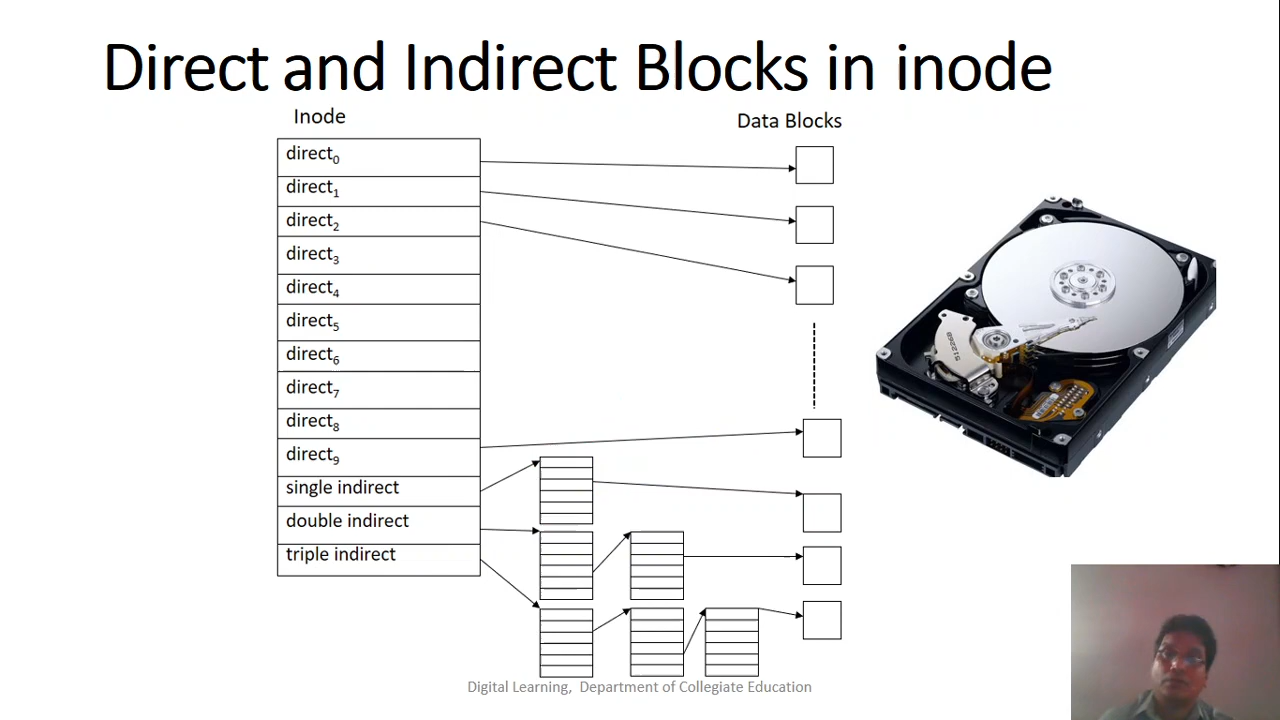 Direct and Indirect Blocks in inode
Inode
Data Blocks
direct0
direct1
direct2
direct3
direct4
direct5
direct6
direct7
direct8
direct9
single indirect
double indirect
triple indirect
Digital Learning, Department of Collegiate Education